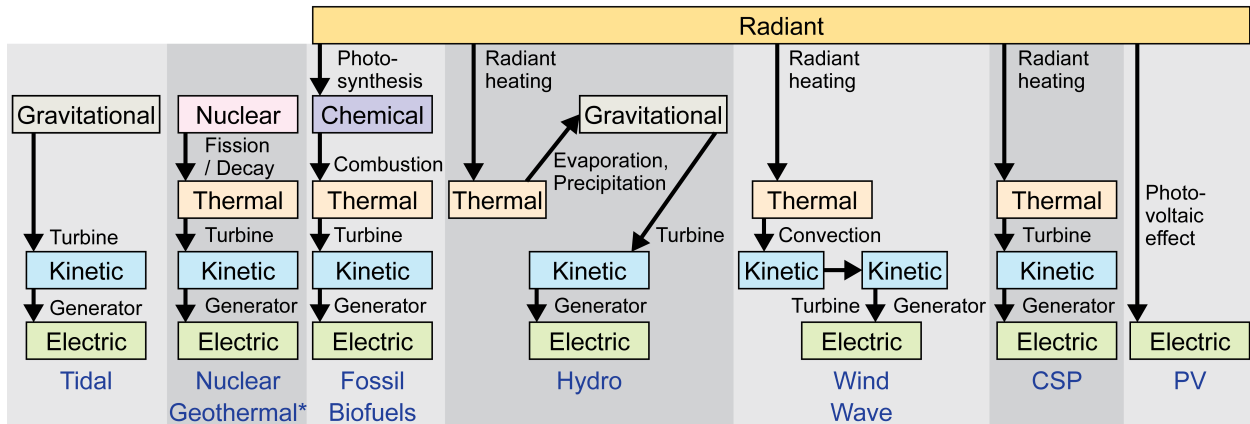 Radiant
Gravitational
Turbine
Kinetic
Generator
Electric
Tidal
Nuclear
Fission
/ Decay
Thermal
Turbine
Kinetic
Generator
Electric
Nuclear
Geothermal*
Photo-
synthesis
Chemical
Combustion
Thermal
Turbine
Kinetic
Generator
Electric
Fossil
Biofuels
Radiant
heating
Gravitational
Evaporation,
Precipitation
Thermal
Turbine
Kinetic
Generator
Electric
Hydro
Radiant
heating
Thermal
Convection
Kinetic
Kinetic
Turbine
Generator
Electric
Wind
Wave
Radiant
heating
Thermal
Turbine
Kinetic
Generator
Electric
CSP
Photo-
voltaic
effect
Electric
PV